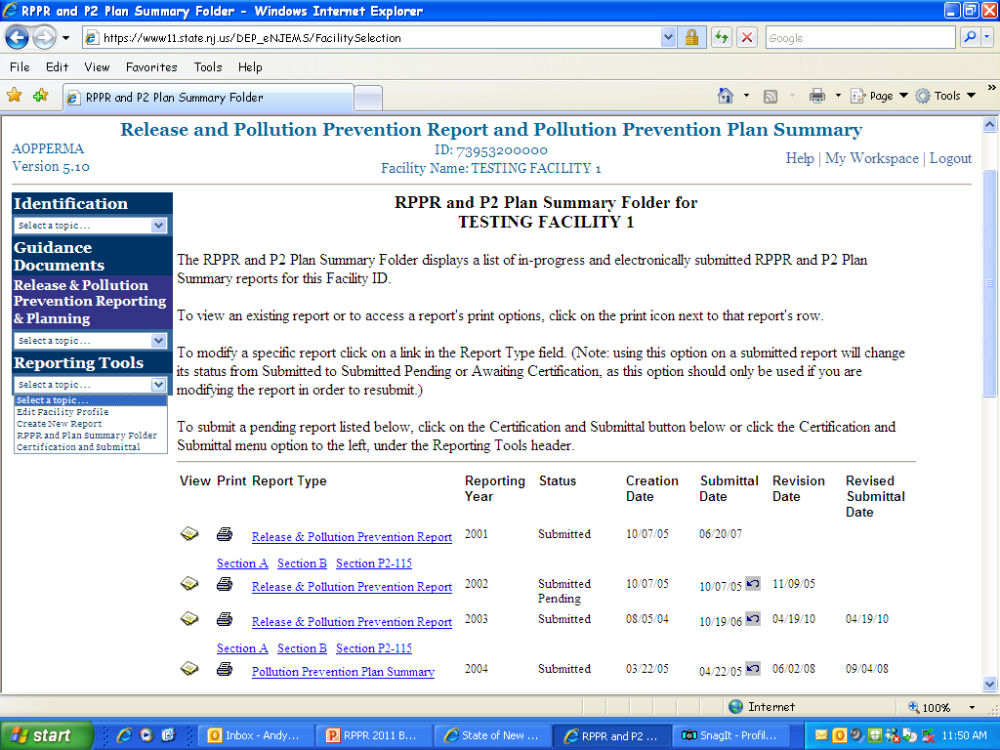 RPPR and P2 Plan Summary Folder - Windows Internet Explorer
https://www11.state.nj.us/DEP_eNJEMS/FacilitySelection
Google
File Edit View Favorites Tools Help
RPPR and P2 Plan Summary Folder
Page Tools
Release and Pollution Prevention Report and Pollution Prevention Plan Summary
AOPPERMA
Version 5.10
ID: 73953200000
Facility Name: TESTING FACILITY 1
Help | My Workspace | Logout
Identification
Select a topic...
Guidance
Documents
Release & Pollution
Prevention Reporting
& Planning
Select a topic...
Reporting Tools
Select a topic...
Select a topic...
Edit Facility Profile
Create New Report
RPPR and Plan Summary Folder
Certification and Submittal
RPPR and P2 Plan Summary Folder for
TESTING FACILITY 1
The RPPR and P2 Plan Summary Folder displays a list of in-progress and electronically submitted RPPR and P2 Plan
Summary reports for this Facility ID.
To view an existing report or to access a report's print options, click on the print icon next to that report's row.
To modify a specific report click on a link in the Report Type field. (Note: using this option on a submitted report will change
its status from Submitted to Submitted Pending or Awaiting Certification, as this option should only be used if you are
modifying the report in order to resubmit.)
To submit a pending report listed below, click on the Certification and Submittal button below or click the Certification and
Submittal menu option to the left, under the Reporting Tools header.
View Print Report Type Reporting Status Creation Submittal Revision Revised
Year Date Date Date Submittal
Date
Release & Pollution Prevention Report 2001 Submitted 10/07/05 06/20/07
Section A Section B Section P2-115
Release & Pollution Prevention Report 2002 Submitted 10/07/05 10/07/05 11/09/05
Pending
Release & Pollution Prevention Report 2003 Submitted 08/05/04 10/19/06 04/19/10 04/19/10
Section A Section B Section P2-115
Pollution Prevention Plan Summary 2004 Submitted 03/22/05 04/22/05 06/02/08 09/04/08
Internet 100%
start Inbox - Andy... RPPR 2011 B... State of New ... RPPR and P2 ... SnagIt - Profil... 11:50 AM